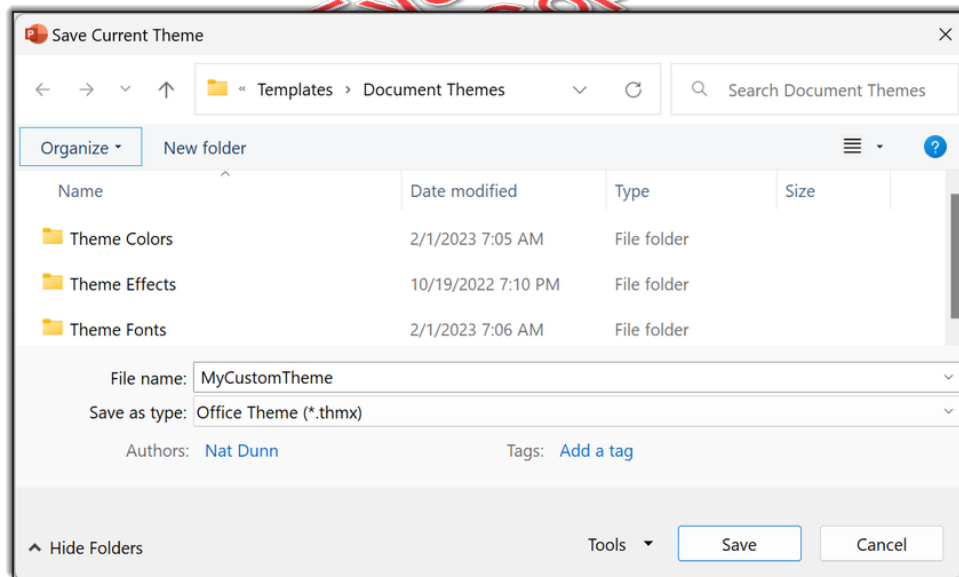 Save Current Theme
« Templates › Document Themes
Search Document Themes
Organize
New folder
Name Date modified Type Size
Theme Colors 2/1/2023 7:05 AM File folder
Theme Effects 10/19/2022 7:10 PM File folder
Theme Fonts 2/1/2023 7:06 AM File folder
File name: MyCustomTheme
Save as type: Office Theme (*.thmx)
Authors: Nat Dunn Tags: Add a tag
Hide Folders Tools Save Cancel